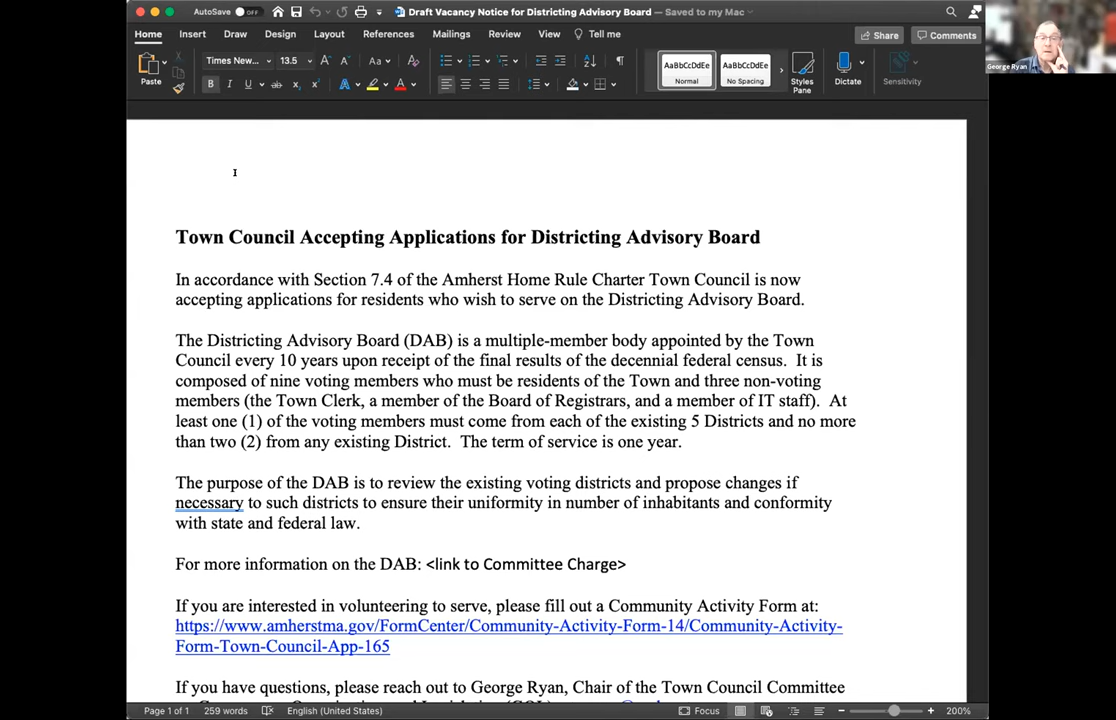 AutoSave OFF
Draft Vacancy Notice for Districting Advisory Board — Saved to my Mac
Home Insert Draw Design Layout References Mailings Review View Tell me
Share Comments
George Ryan
Paste
Times New... 13.5
AaBbCcDdEe AaBbCcDdEe
Normal No Spacing
Styles Pane
Dictate
Sensitivity
Town Council Accepting Applications for Districting Advisory Board
In accordance with Section 7.4 of the Amherst Home Rule Charter Town Council is now
accepting applications for residents who wish to serve on the Districting Advisory Board.
The Districting Advisory Board (DAB) is a multiple-member body appointed by the Town
Council every 10 years upon receipt of the final results of the decennial federal census. It is
composed of nine voting members who must be residents of the Town and three non-voting
members (the Town Clerk, a member of the Board of Registrars, and a member of IT staff). At
least one (1) of the voting members must come from each of the existing 5 Districts and no more
than two (2) from any existing District. The term of service is one year.
The purpose of the DAB is to review the existing voting districts and propose changes if
necessary to such districts to ensure their uniformity in number of inhabitants and conformity
with state and federal law.
For more information on the DAB: <link to Committee Charge>
If you are interested in volunteering to serve, please fill out a Community Activity Form at:
https://www.amherstma.gov/FormCenter/Community-Activity-Form-14/Community-Activity-
Form-Town-Council-App-165
If you have questions, please reach out to George Ryan, Chair of the Town Council Committee
Page 1 of 1 259 words English (United States) Focus 200%